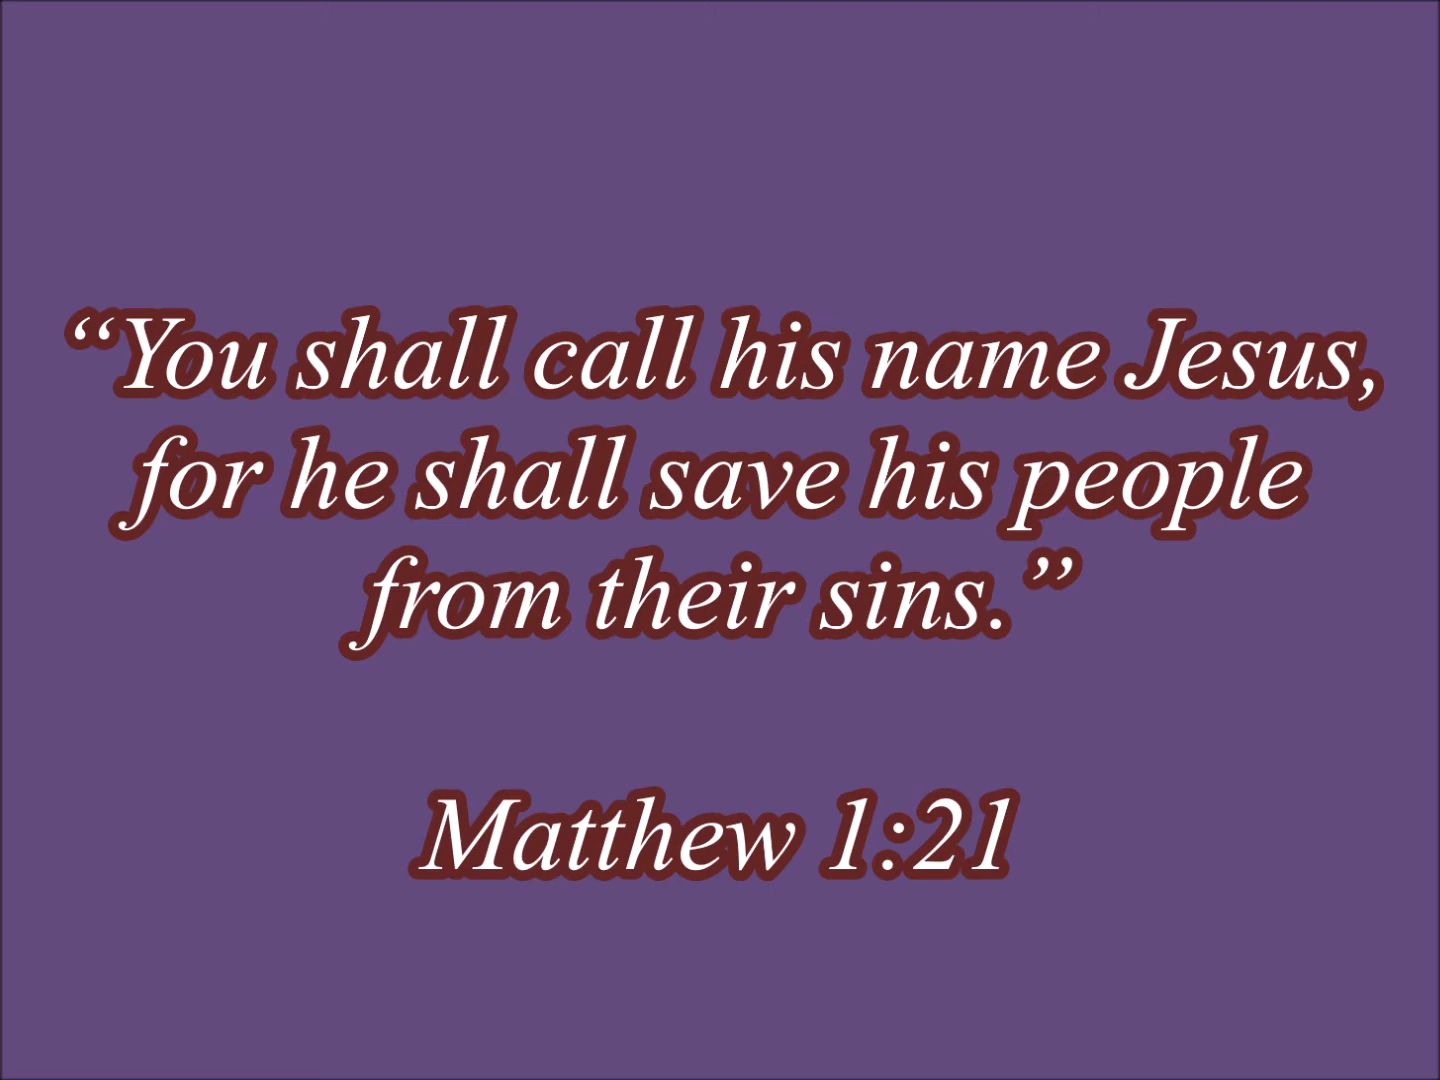 “You shall call his name Jesus,
for he shall save his people
from their sins.”
Matthew 1:21